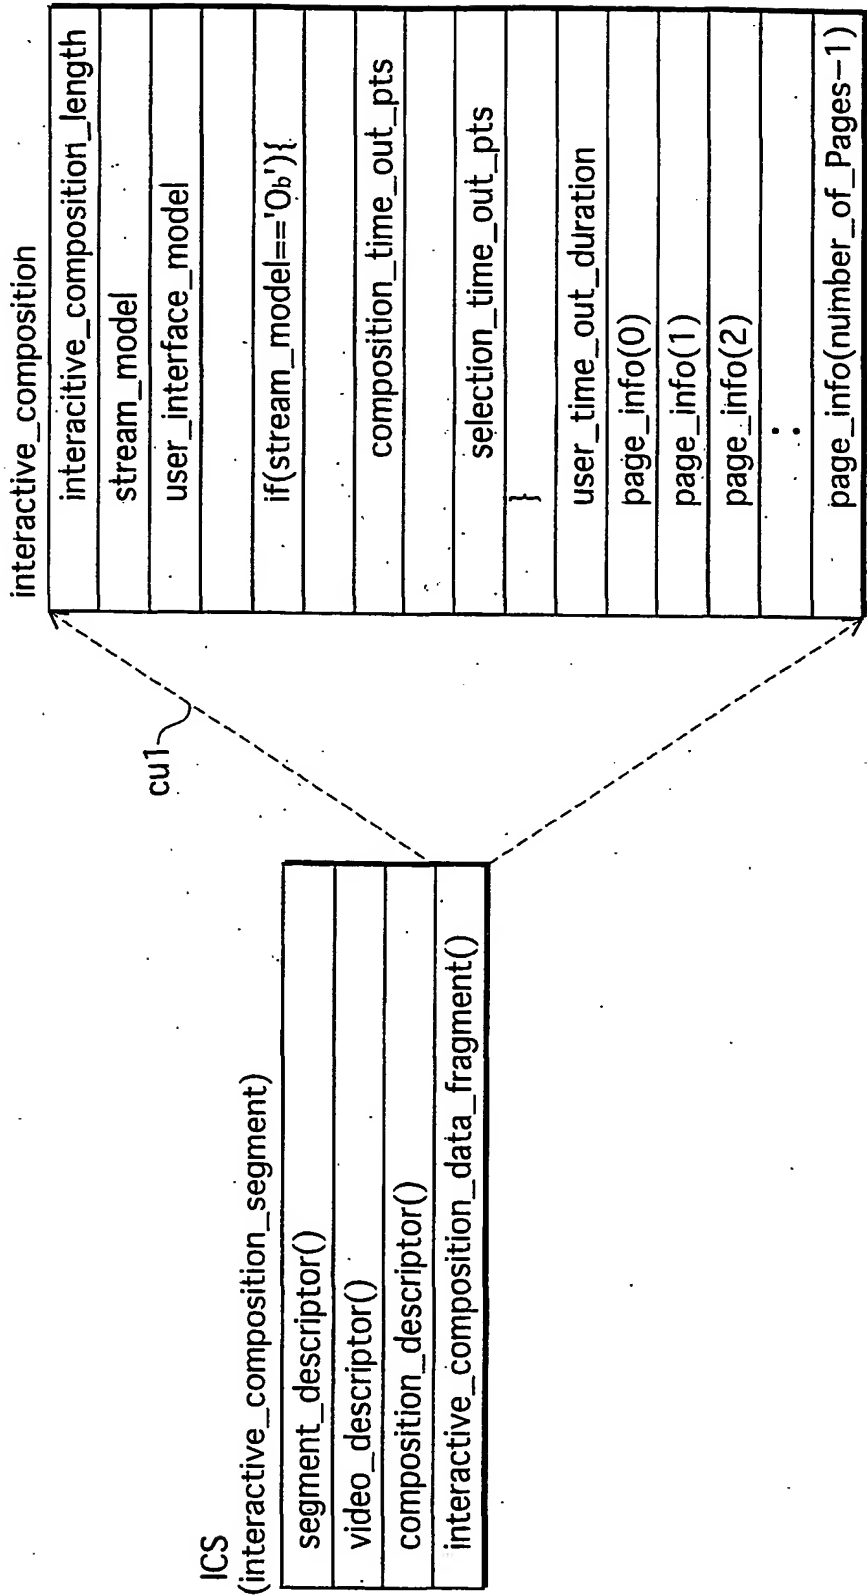 ICS
(interactive_composition_segment)
segment_descriptor()
video_descriptor()
composition_descriptor()
interactive_composition_data_fragment()
cu1
interactive_composition
interacitive_composition_length
stream_model
user_interface_model
if(stream_model=='0b'){
composition_time_out_pts
selection_time_out_pts
}
user_time_out_duration
page_info(0)
page_info(1)
page_info(2)
:
page_info(number_of_Pages-1)